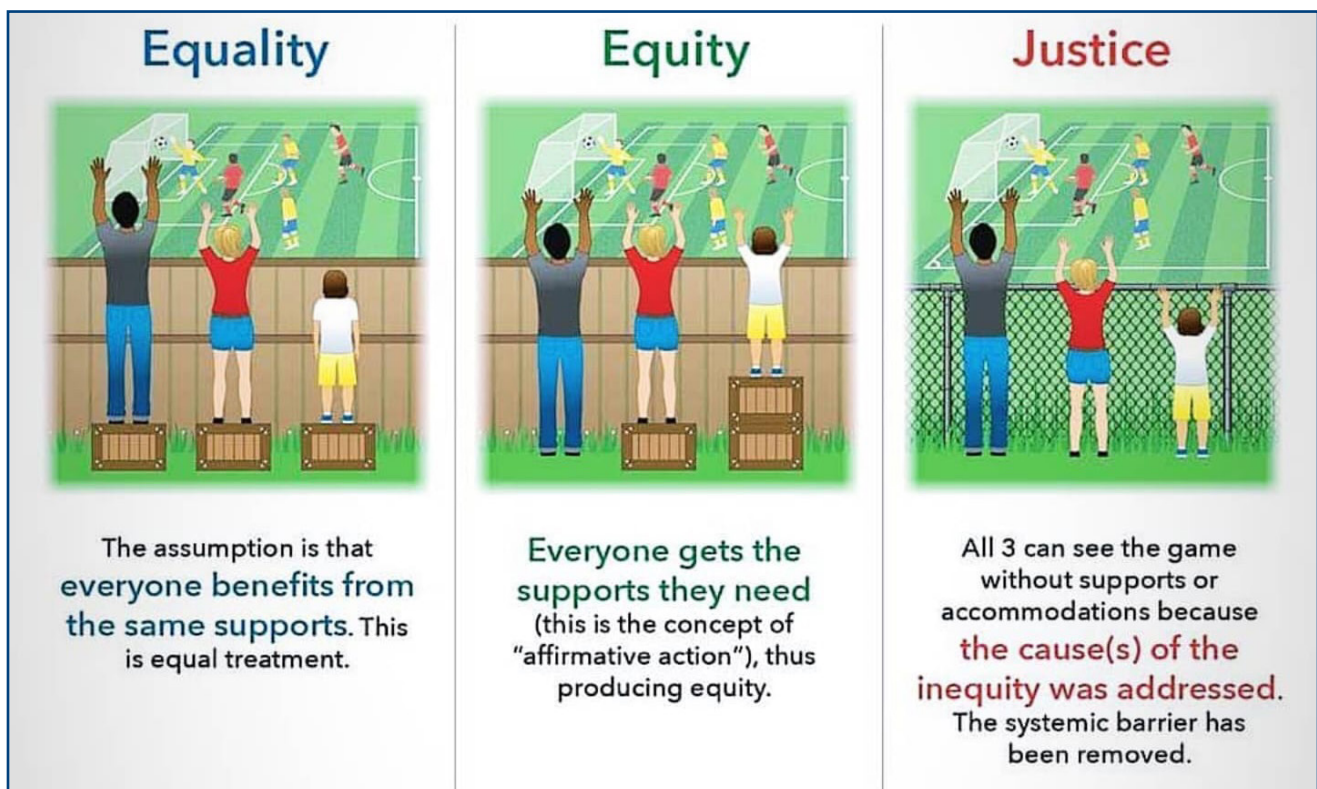 Equality
The assumption is that
everyone benefits from
the same supports. This
is equal treatment.
Equity
Everyone gets the
supports they need
(this is the concept of
"affirmative action"), thus
producing equity.
Justice
All 3 can see the game
without supports or
accommodations because
the cause(s) of the
inequity was addressed.
The systemic barrier has
been removed.